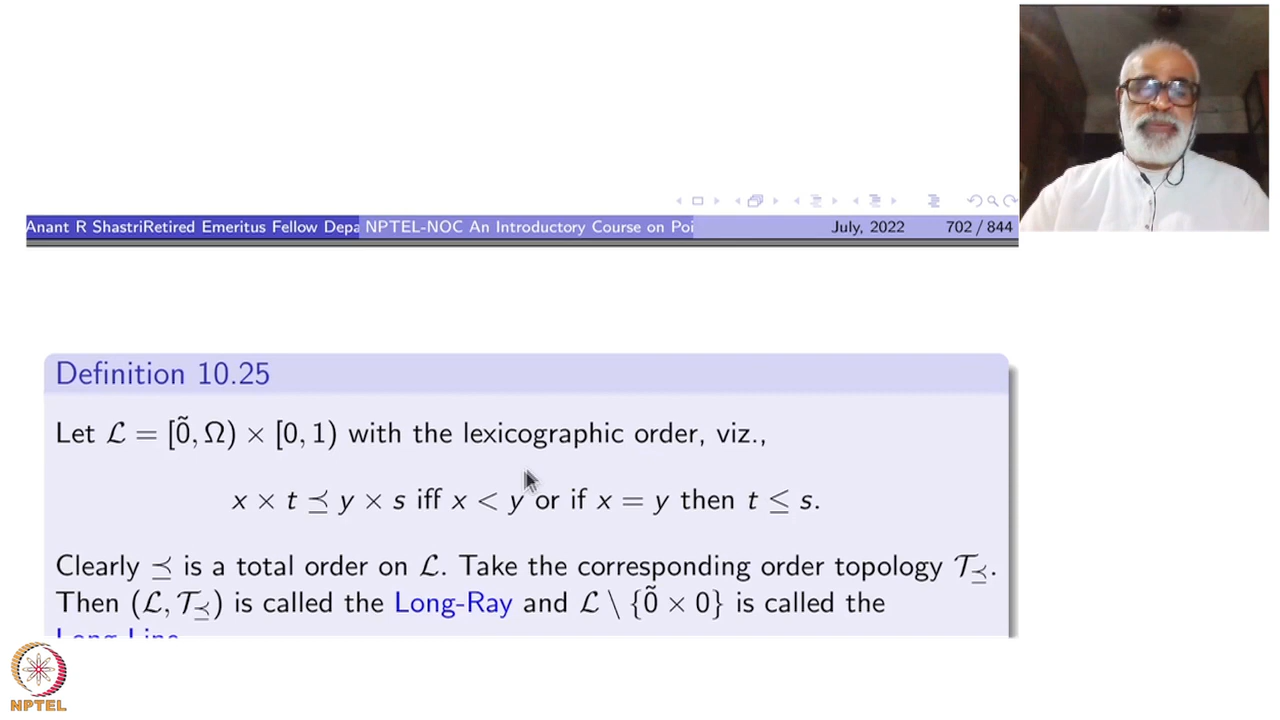 Anant R ShastriRetired Emeritus Fellow Depa NPTEL-NOC An Introductory Course on Poi July, 2022 702 / 844
Definition 10.25
Let ℒ = [0̃, Ω) × [0, 1) with the lexicographic order, viz.,
x × t ⪯ y × s iff x < y or if x = y then t ≤ s.
Clearly ⪯ is a total order on ℒ. Take the corresponding order topology 𝒯⪯.
Then (ℒ, 𝒯⪯) is called the Long-Ray and ℒ \ {0̃ × 0} is called the
Long-Line
NPTEL